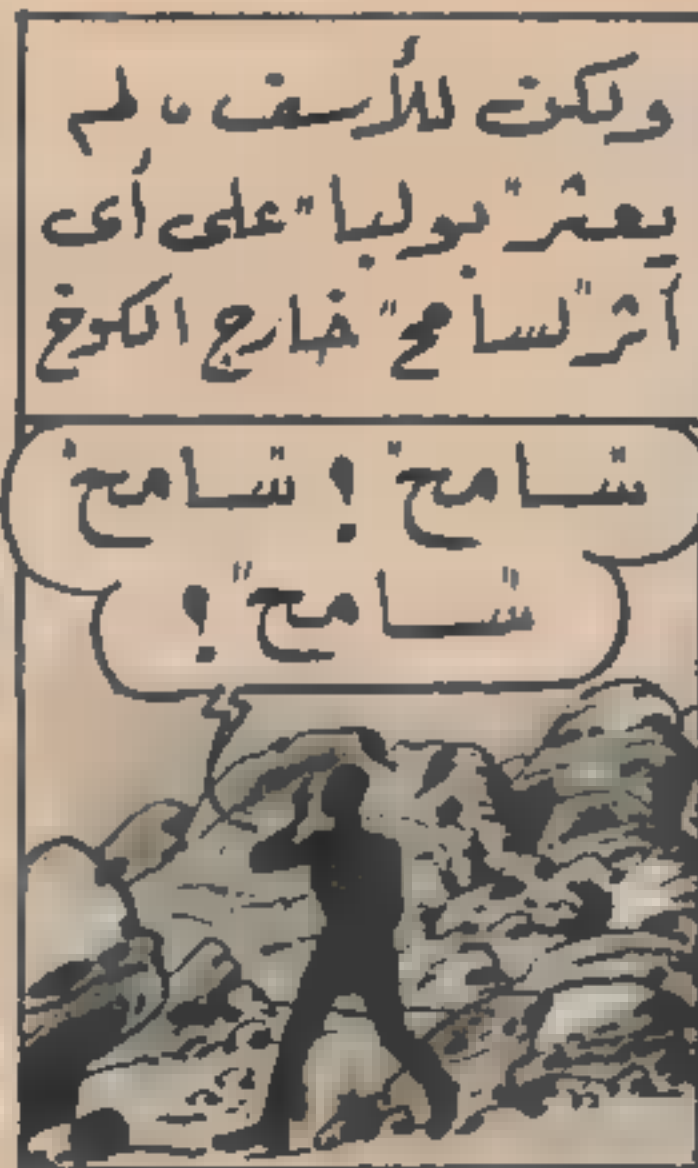 ولكن للأسف ، لم
يعثر "بولبا" على أى
أثر "لسامح" خارج الكوخ
"سامح" ! "سامح"
"سامح" !